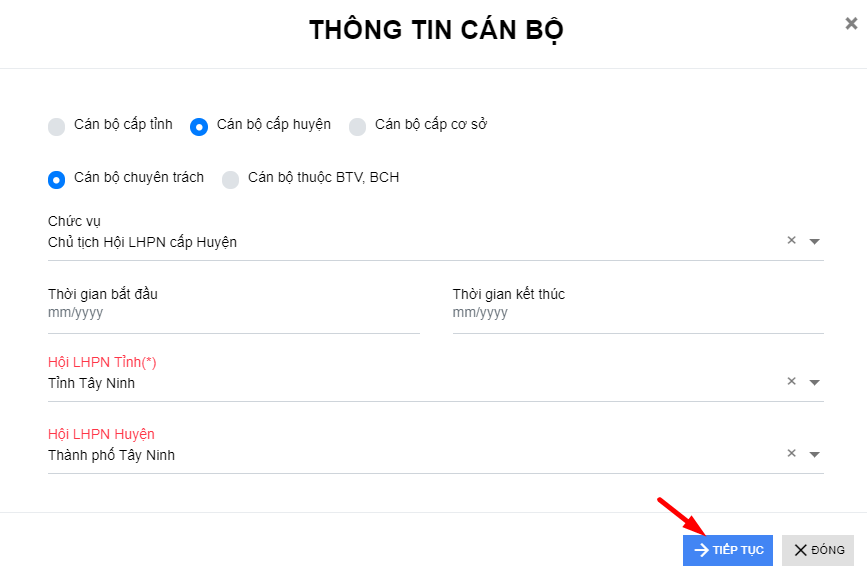 THÔNG TIN CÁN BỘ
Cán bộ cấp tỉnh Cán bộ cấp huyện Cán bộ cấp cơ sở
Cán bộ chuyên trách Cán bộ thuộc BTV, BCH
Chức vụ
Chủ tịch Hội LHPN cấp Huyện
Thời gian bắt đầu Thời gian kết thúc
mm/yyyy mm/yyyy
Hội LHPN Tỉnh(*)
Tỉnh Tây Ninh
Hội LHPN Huyện
Thành phố Tây Ninh
TIẾP TỤC ĐÓNG